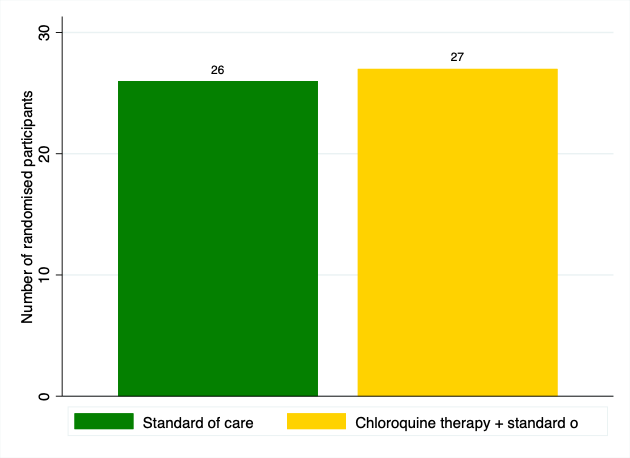 30
26
27
20
10
0
Number of randomised participants
Standard of care
Chloroquine therapy + standard o